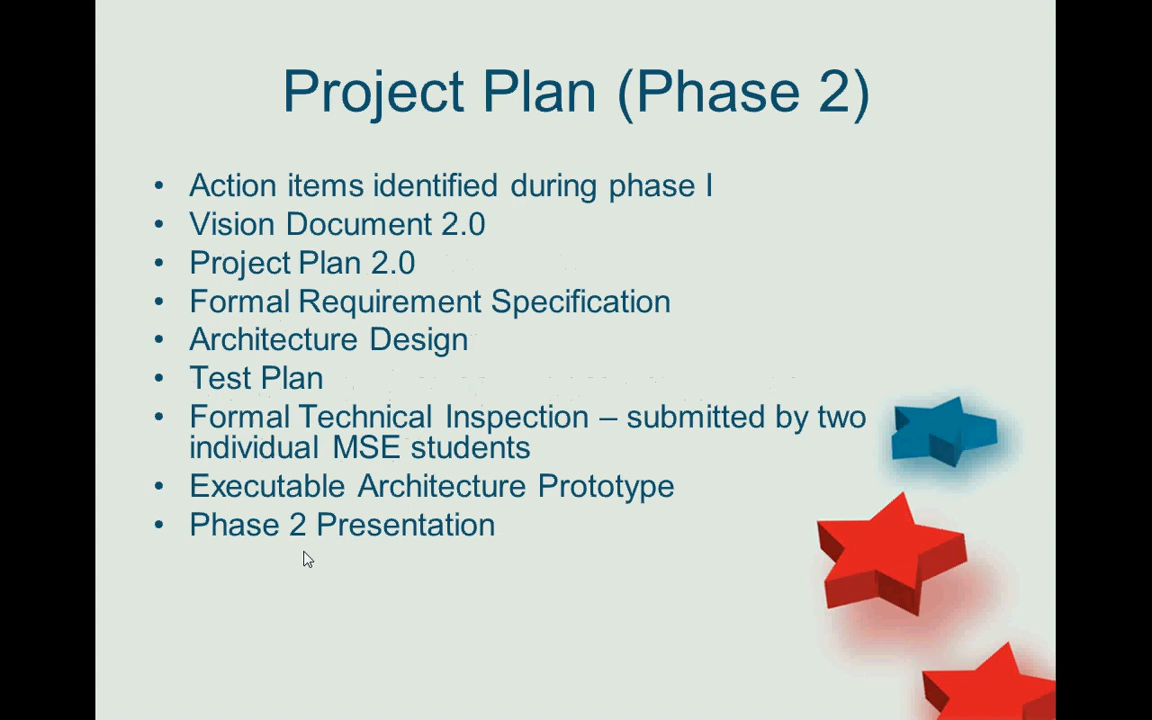 Project Plan (Phase 2)
• Action items identified during phase I
• Vision Document 2.0
• Project Plan 2.0
• Formal Requirement Specification
• Architecture Design
• Test Plan
• Formal Technical Inspection – submitted by two
individual MSE students
• Executable Architecture Prototype
• Phase 2 Presentation